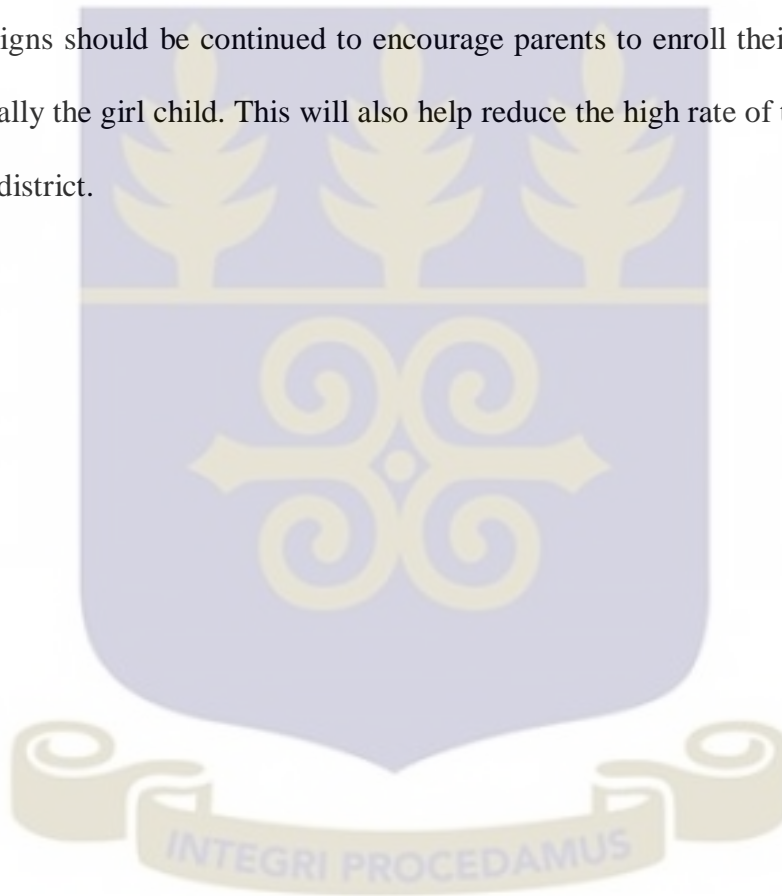 igns should be continued to encourage parents to enroll thei
ally the girl child. This will also help reduce the high rate of
district.
INTEGRI PROCEDAMUS